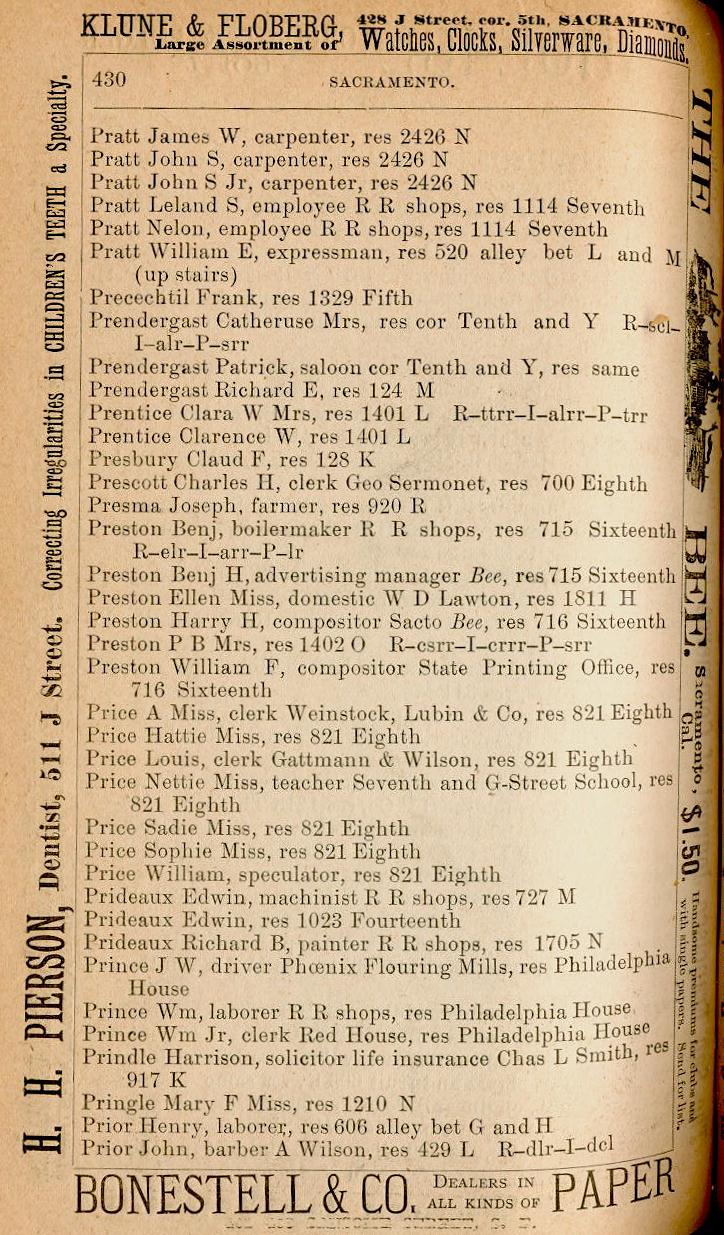 KLUNE & FLOBERG, 428 J Street, cor. 5th, SACRAMENTO,
Large Assortment of Watches, Clocks, Silverware, Diamonds.
430 SACRAMENTO.
Pratt James W, carpenter, res 2426 N
Pratt John S, carpenter, res 2426 N
Pratt John S Jr, carpenter, res 2426 N
Pratt Leland S, employee R R shops, res 1114 Seventh
Pratt Nelon, employee R R shops, res 1114 Seventh
Pratt William E, expressman, res 520 alley bet L and M
(up stairs)
Precechtil Frank, res 1329 Fifth
Prendergast Catheruse Mrs, res cor Tenth and Y R-scl-
I-alr-P-srr
Prendergast Patrick, saloon cor Tenth and Y, res same
Prendergast Richard E, res 124 M
Prentice Clara W Mrs, res 1401 L R-ttrr-I-alrr-P-trr
Prentice Clarence W, res 1401 L
Presbury Claud F, res 128 K
Prescott Charles H, clerk Geo Sermonet, res 700 Eighth
Presma Joseph, farmer, res 920 R
Preston Benj, boilermaker R R shops, res 715 Sixteenth
R-elr-I-arr-P-lr
Preston Benj H, advertising manager Bee, res 715 Sixteenth
Preston Ellen Miss, domestic W D Lawton, res 1811 H
Preston Harry H, compositor Sacto Bee, res 716 Sixteenth
Preston P B Mrs, res 1402 O R-csrr-I-crrr-P-srr
Preston William F, compositor State Printing Office, res
716 Sixteenth
Price A Miss, clerk Weinstock, Lubin & Co, res 821 Eighth
Price Hattie Miss, res 821 Eighth
Price Louis, clerk Gattmann & Wilson, res 821 Eighth
Price Nettie Miss, teacher Seventh and G-Street School, res
821 Eighth
Price Sadie Miss, res 821 Eighth
Price Sophie Miss, res 821 Eighth
Price William, speculator, res 821 Eighth
Prideaux Edwin, machinist R R shops, res 727 M
Prideaux Edwin, res 1023 Fourteenth
Prideaux Richard B, painter R R shops, res 1705 N
Prince J W, driver Phœnix Flouring Mills, res Philadelphia
House
Prince Wm, laborer R R shops, res Philadelphia House
Prince Wm Jr, clerk Red House, res Philadelphia House
Prindle Harrison, solicitor life insurance Chas L Smith, res
917 K
Pringle Mary F Miss, res 1210 N
Prior Henry, laborer, res 606 alley bet G and H
Prior John, barber A Wilson, res 429 L R-dlr-I-dcl
BONESTELL & CO. DEALERS IN ALL KINDS OF PAPER
H. H. PIERSON, Dentist, 511 J Street. Correcting Irregularities in CHILDREN'S TEETH a Specialty.
THE
BEE.
Sacramento,
Cal.
$1.50.
Handsome premiums for clubs and
with single papers. Send for list.